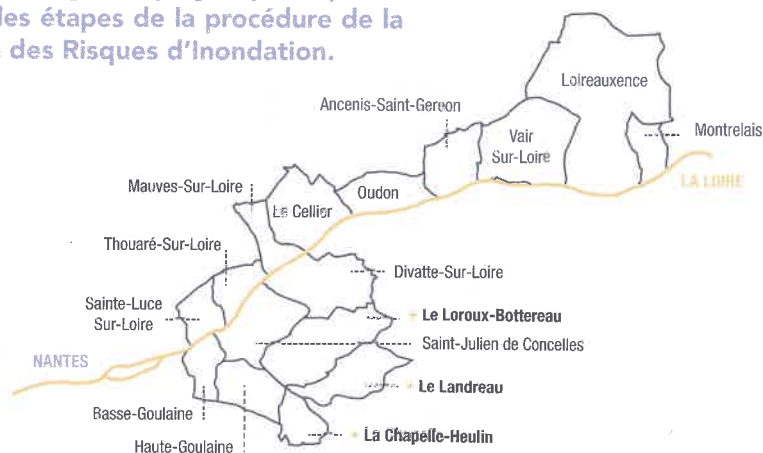 des étapes de la procédure de la
des Risques d'Inondation.
Loireauxence
Ancenis-Saint-Gereon
Vair
Sur-Loire
Montrelais
LA LOIRE
Mauves-Sur-Loire
Le Cellier
Oudon
Thouaré-Sur-Loire
Divatte-Sur-Loire
Sainte-Luce
Sur-Loire
Le Loroux-Bottereau
Saint-Julien de Concelles
NANTES
Le Landreau
Basse-Goulaine
La Chapelle-Heulin
Haute-Goulaine